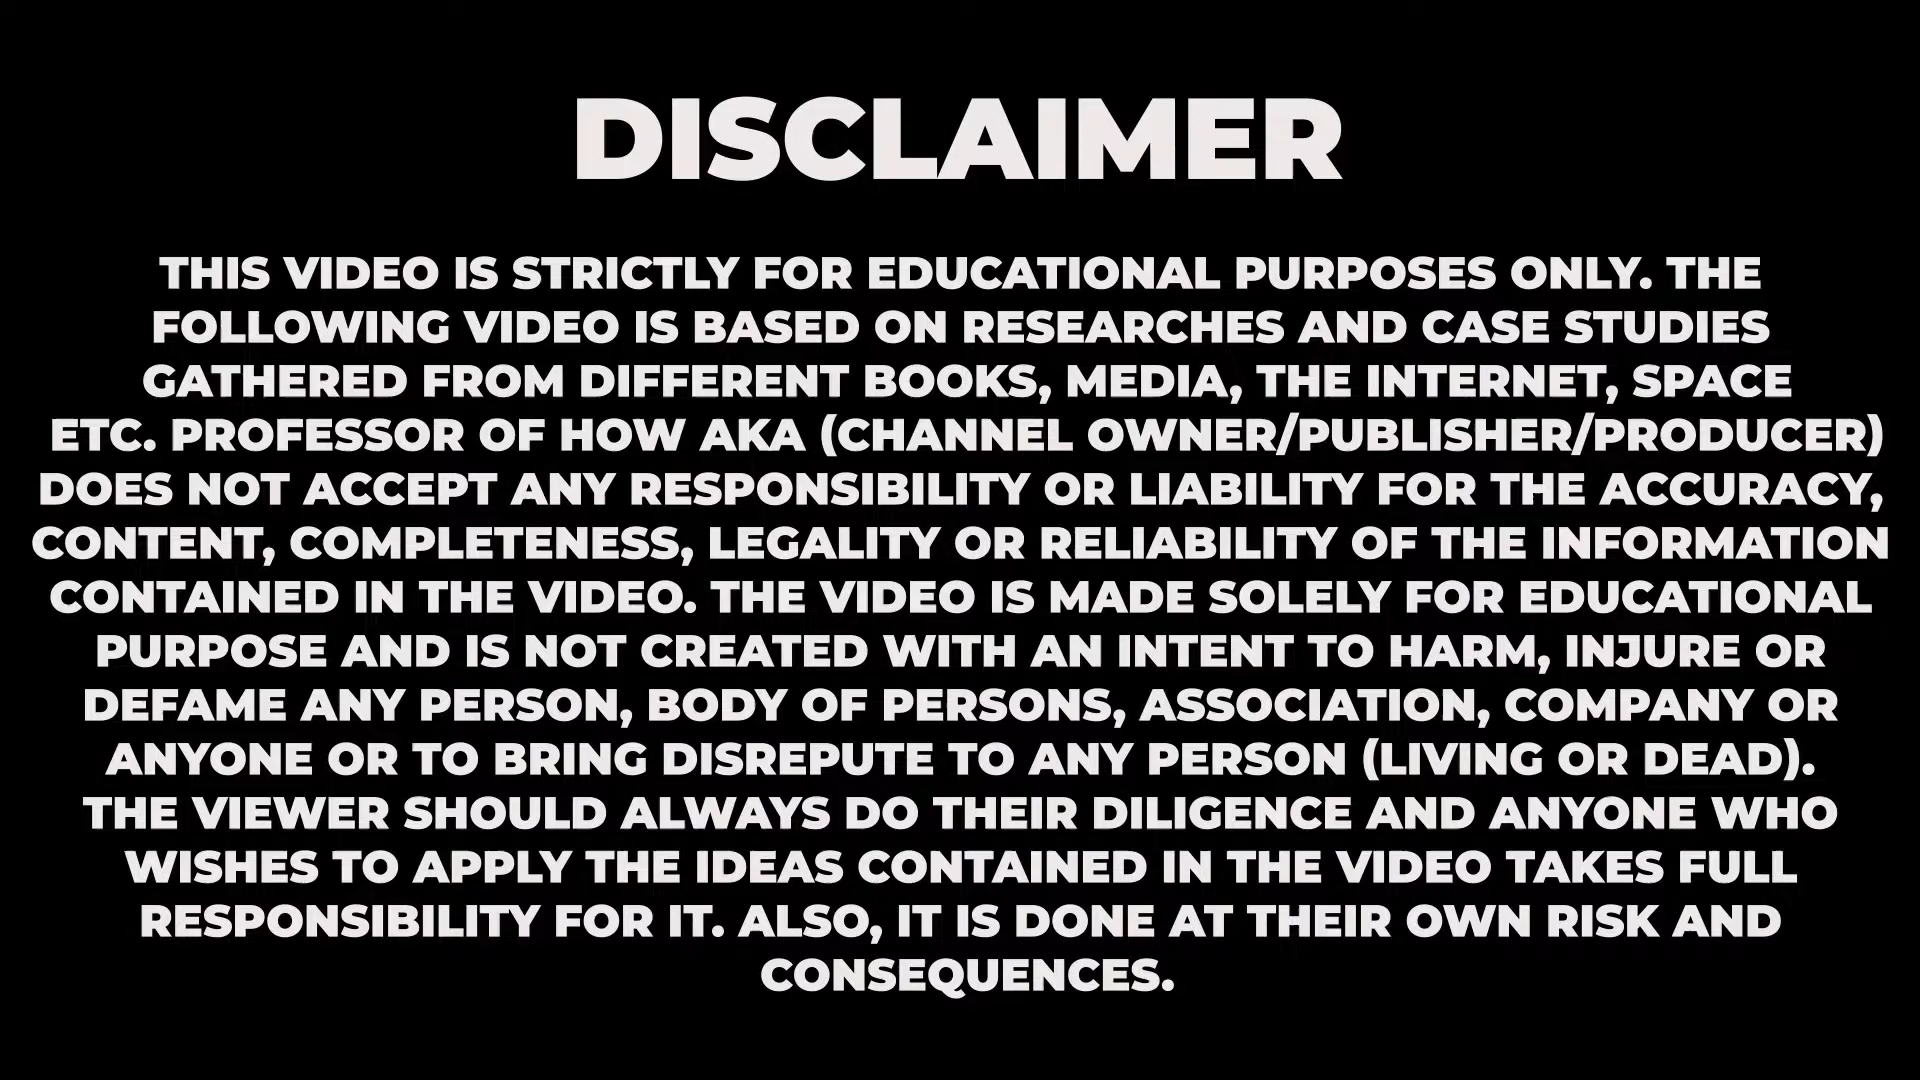 DISCLAIMER
THIS VIDEO IS STRICTLY FOR EDUCATIONAL PURPOSES ONLY. THE
FOLLOWING VIDEO IS BASED ON RESEARCHES AND CASE STUDIES
GATHERED FROM DIFFERENT BOOKS, MEDIA, THE INTERNET, SPACE
ETC. PROFESSOR OF HOW AKA (CHANNEL OWNER/PUBLISHER/PRODUCER)
DOES NOT ACCEPT ANY RESPONSIBILITY OR LIABILITY FOR THE ACCURACY,
CONTENT, COMPLETENESS, LEGALITY OR RELIABILITY OF THE INFORMATION
CONTAINED IN THE VIDEO. THE VIDEO IS MADE SOLELY FOR EDUCATIONAL
PURPOSE AND IS NOT CREATED WITH AN INTENT TO HARM, INJURE OR
DEFAME ANY PERSON, BODY OF PERSONS, ASSOCIATION, COMPANY OR
ANYONE OR TO BRING DISREPUTE TO ANY PERSON (LIVING OR DEAD).
THE VIEWER SHOULD ALWAYS DO THEIR DILIGENCE AND ANYONE WHO
WISHES TO APPLY THE IDEAS CONTAINED IN THE VIDEO TAKES FULL
RESPONSIBILITY FOR IT. ALSO, IT IS DONE AT THEIR OWN RISK AND
CONSEQUENCES.